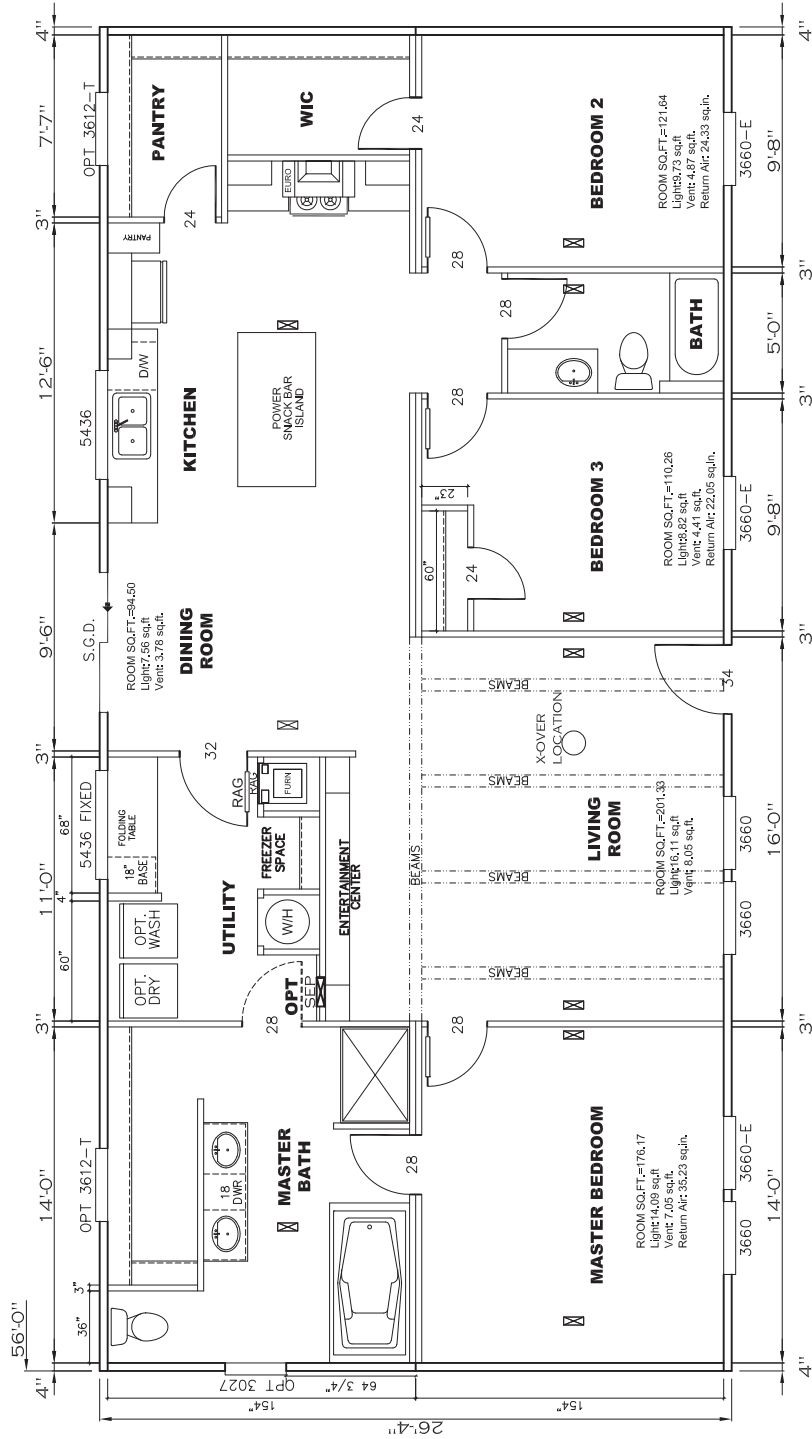 56'-0"
4"
14'-0"
3"
11'-0"
3"
9'-6"
3"
12'-6"
3"
7'-7"
4"
36"
3"
60"
4"
68"
OPT 3612-T
5436 FIXED
S.G.D.
5436
OPT 3612-T
26'-4"
154"
154"
OPT 3027
64 3/4"
18
DWR
MASTER
BATH
28
28
OPT.
DRY
OPT.
WASH
18"
BASE
FOLDING
TABLE
UTILITY
OPT
SEP
W/H
FREEZER
SPACE
FURN
RAG
RAG
32
ENTERTAINMENT
CENTER
ROOM SQ.FT.=94.50
Light:7.56 sq.ft
Vent: 3.78 sq.ft
DINING
ROOM
D/W
KITCHEN
POWER
SNACK BAR
ISLAND
PANTRY
24
PANTRY
EURO
WIC
24
MASTER BEDROOM
ROOM SQ.FT.=176.17
Light:14.09 sq.ft
Vent: 7.05 sq.ft
Return Air: 35.23 sq.in.
28
BEAMS
BEAMS
BEAMS
BEAMS
BEAMS
X-OVER
LOCATION
LIVING
ROOM
ROOM SQ.FT.=201.33
Light:16.11 sq.ft
Vent: 8.05 sq.ft
34
60"
23"
24
28
BEDROOM 3
ROOM SQ.FT.=110.26
Light:8.82 sq.ft
Vent: 4.41 sq.ft.
Return Air: 22.05 sq.in.
28
BATH
28
BEDROOM 2
ROOM SQ.FT.=121.64
Light:9.73 sq.ft
Vent: 4.87 sq.ft
Return Air: 24.33 sq.in.
3660
3660-E
3660
3660
3660-E
3660-E
4"
14'-0"
3"
16'-0"
3"
9'-8"
3"
5'-0"
3"
9'-8"
4"